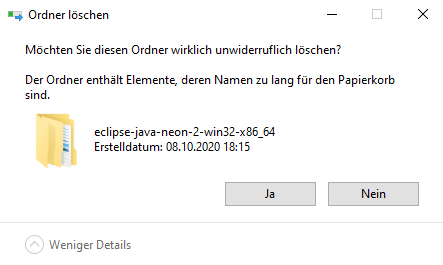 Ordner löschen
Möchten Sie diesen Ordner wirklich unwiderruflich löschen?
Der Ordner enthält Elemente, deren Namen zu lang für den Papierkorb
sind.
eclipse-java-neon-2-win32-x86_64
Erstelldatum: 08.10.2020 18:15
Ja
Nein
Weniger Details